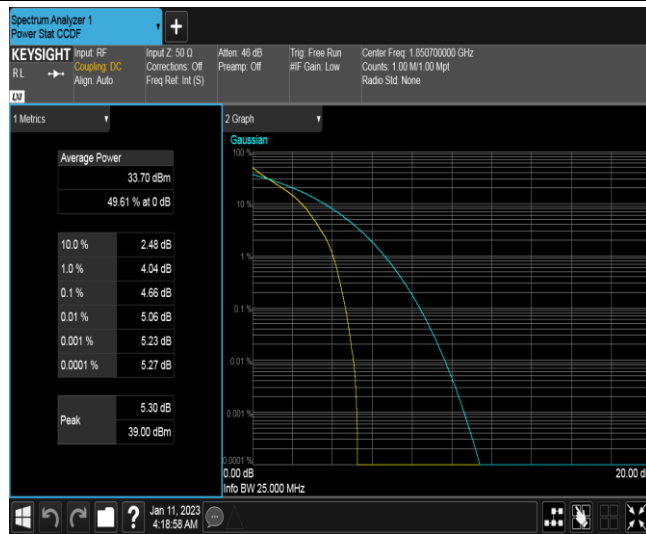 Spectrum Analyzer 1
Power Stat CCDF
+
KEYSIGHT
RL
LXI
Input: RF
Coupling: DC
Align: Auto
Input Z: 50 Ω
Corrections: Off
Freq Ref: Int (S)
Atten: 46 dB
Preamp: Off
Trig: Free Run
#IF Gain: Low
Center Freq: 1.850700000 GHz
Counts: 1.00 M/1.00 Mpt
Radio Std: None
1 Metrics
Average Power
33.70 dBm
49.61 % at 0 dB
10.0 % 2.48 dB
1.0 % 4.04 dB
0.1 % 4.66 dB
0.01 % 5.06 dB
0.001 % 5.23 dB
0.0001 % 5.27 dB
Peak 5.30 dB
39.00 dBm
2 Graph
Gaussian
100 %
10 %
1 %
0.1 %
0.01 %
0.001 %
0.0001 %
0.00 dB 20.00 d
Info BW 25.000 MHz
?
Jan 11, 2023
4:18:58 AM